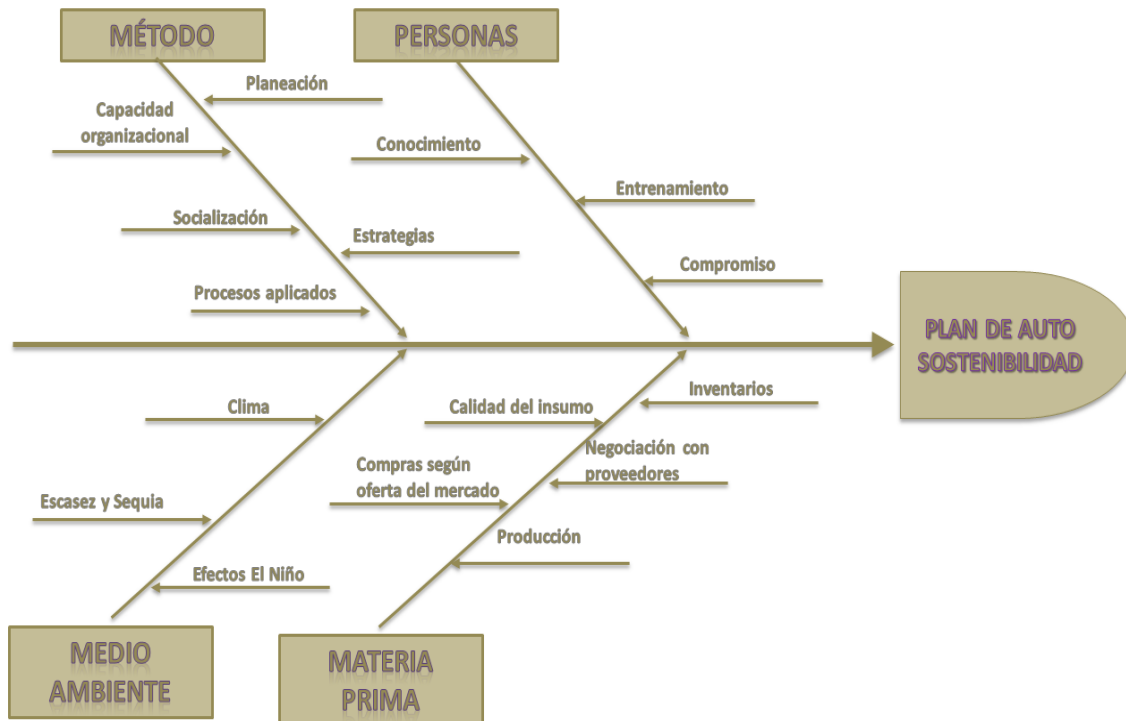 MÉTODO
PERSONAS
Planeación
Capacidad
organizacional
Conocimiento
Entrenamiento
Socialización
Estrategias
Compromiso
Procesos aplicados
PLAN DE AUTO
SOSTENIBILIDAD
Inventarios
Clima
Calidad del insumo
Negociación con
proveedores
Compras según
oferta del mercado
Escasez y Sequia
Producción
Efectos El Niño
MEDIO
AMBIENTE
MATERIA
PRIMA